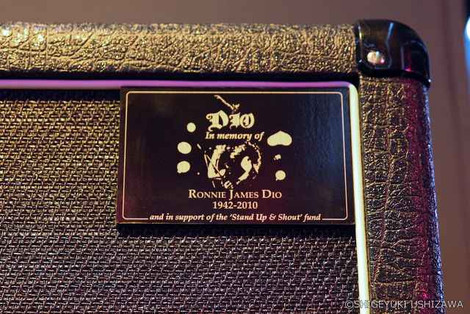 DIO
In memory of
RONNIE JAMES DIO
1942-2010
and in support of the 'Stand Up & Shout' fund
©SHIGEYUKI USHIZAWA